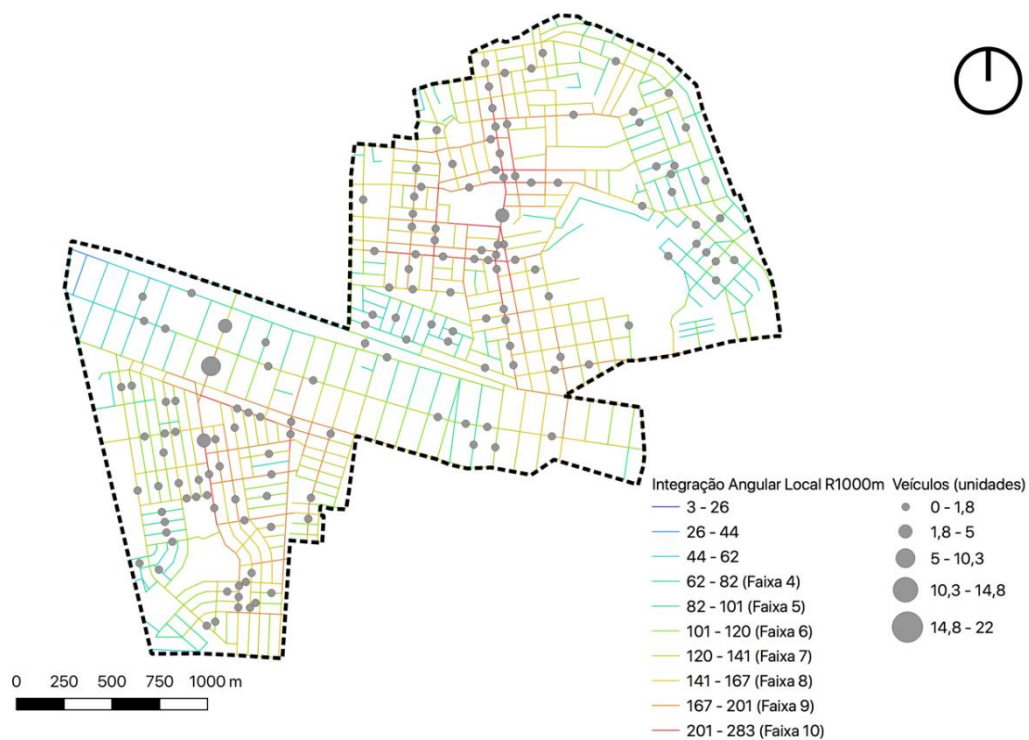 Integração Angular Local R1000m
3 - 26
26 - 44
44 - 62
62 - 82 (Faixa 4)
82 - 101 (Faixa 5)
101 - 120 (Faixa 6)
120 - 141 (Faixa 7)
141 - 167 (Faixa 8)
167 - 201 (Faixa 9)
201 - 283 (Faixa 10)
Veículos (unidades)
0 - 1,8
1,8 - 5
5 - 10,3
10,3 - 14,8
14,8 - 22
0 250 500 750 1000 m